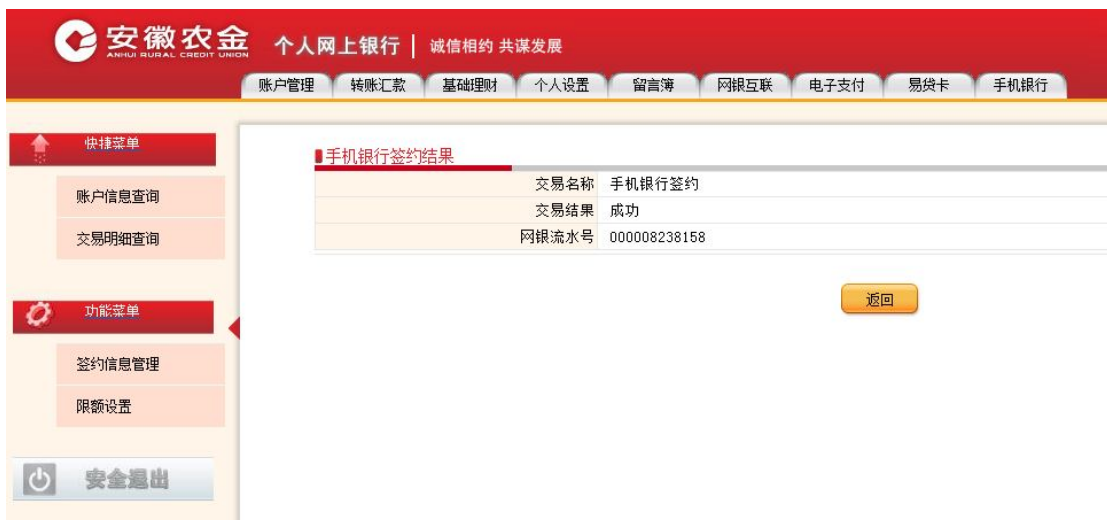 安徽农金 个人网上银行 诚信相约 共谋发展
ANHUI RURAL CREDIT UNION
账户管理 转账汇款 基础理财 个人设置 留言簿 网银互联 电子支付 易贷卡 手机银行
快捷菜单
账户信息查询
交易明细查询
功能菜单
签约信息管理
限额设置
安全退出
手机银行签约结果
交易名称 手机银行签约
交易结果 成功
网银流水号 000008238158
返回